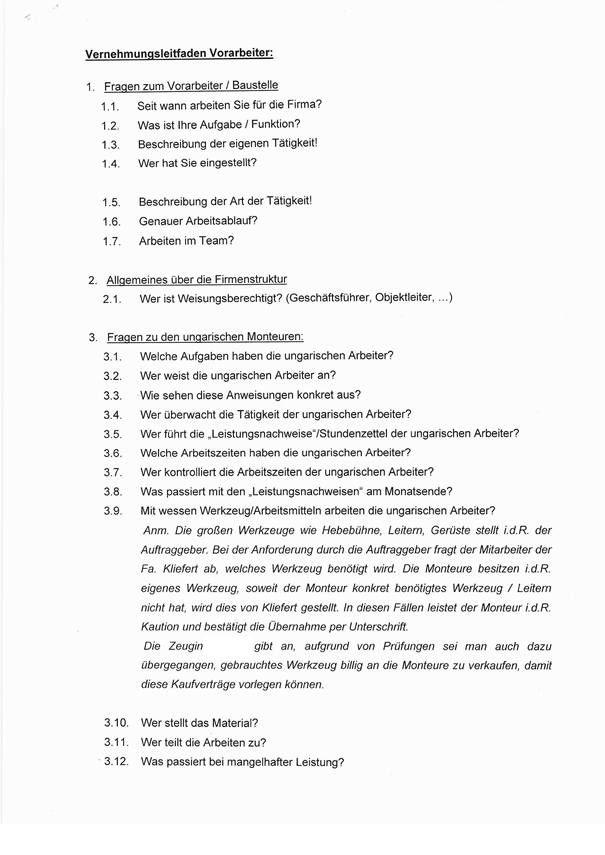 Vernehmungsleitfaden Vorarbeiter:
1. Fragen zum Vorarbeiter / Baustelle
1.1. Seit wann arbeiten Sie für die Firma?
1.2. Was ist Ihre Aufgabe / Funktion?
1.3. Beschreibung der eigenen Tätigkeit!
1.4. Wer hat Sie eingestellt?
1.5. Beschreibung der Art der Tätigkeit!
1.6. Genauer Arbeitsablauf?
1.7. Arbeiten im Team?
2. Allgemeines über die Firmenstruktur
2.1. Wer ist Weisungsberechtigt? (Geschäftsführer, Objektleiter, …)
3. Fragen zu den ungarischen Monteuren:
3.1. Welche Aufgaben haben die ungarischen Arbeiter?
3.2. Wer weist die ungarischen Arbeiter an?
3.3. Wie sehen diese Anweisungen konkret aus?
3.4. Wer überwacht die Tätigkeit der ungarischen Arbeiter?
3.5. Wer führt die „Leistungsnachweise“/Stundenzettel der ungarischen Arbeiter?
3.6. Welche Arbeitszeiten haben die ungarischen Arbeiter?
3.7. Wer kontrolliert die Arbeitszeiten der ungarischen Arbeiter?
3.8. Was passiert mit den „Leistungsnachweisen“ am Monatsende?
3.9. Mit wessen Werkzeug/Arbeitsmitteln arbeiten die ungarischen Arbeiter?
Anm. Die großen Werkzeuge wie Hebebühne, Leitern, Gerüste stellt i.d.R. der
Auftraggeber. Bei der Anforderung durch die Auftraggeber fragt der Mitarbeiter der
Fa. Kliefert ab, welches Werkzeug benötigt wird. Die Monteure besitzen i.d.R.
eigenes Werkzeug, soweit der Monteur konkret benötigtes Werkzeug / Leitern
nicht hat, wird dies von Kliefert gestellt. In diesen Fällen leistet der Monteur i.d.R.
Kaution und bestätigt die Übernahme per Unterschrift.
Die Zeugin gibt an, aufgrund von Prüfungen sei man auch dazu
übergegangen, gebrauchtes Werkzeug billig an die Monteure zu verkaufen, damit
diese Kaufverträge vorlegen können.
3.10. Wer stellt das Material?
3.11. Wer teilt die Arbeiten zu?
3.12. Was passiert bei mangelhafter Leistung?